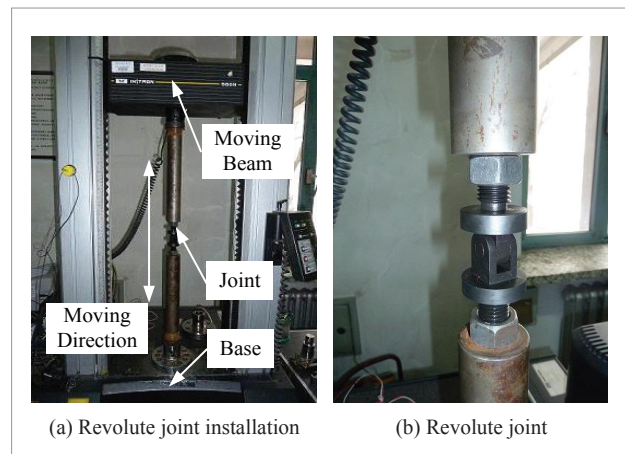 INSTRON
Moving
Beam
Joint
Moving
Direction
Base
(a) Revolute joint installation
(b) Revolute joint